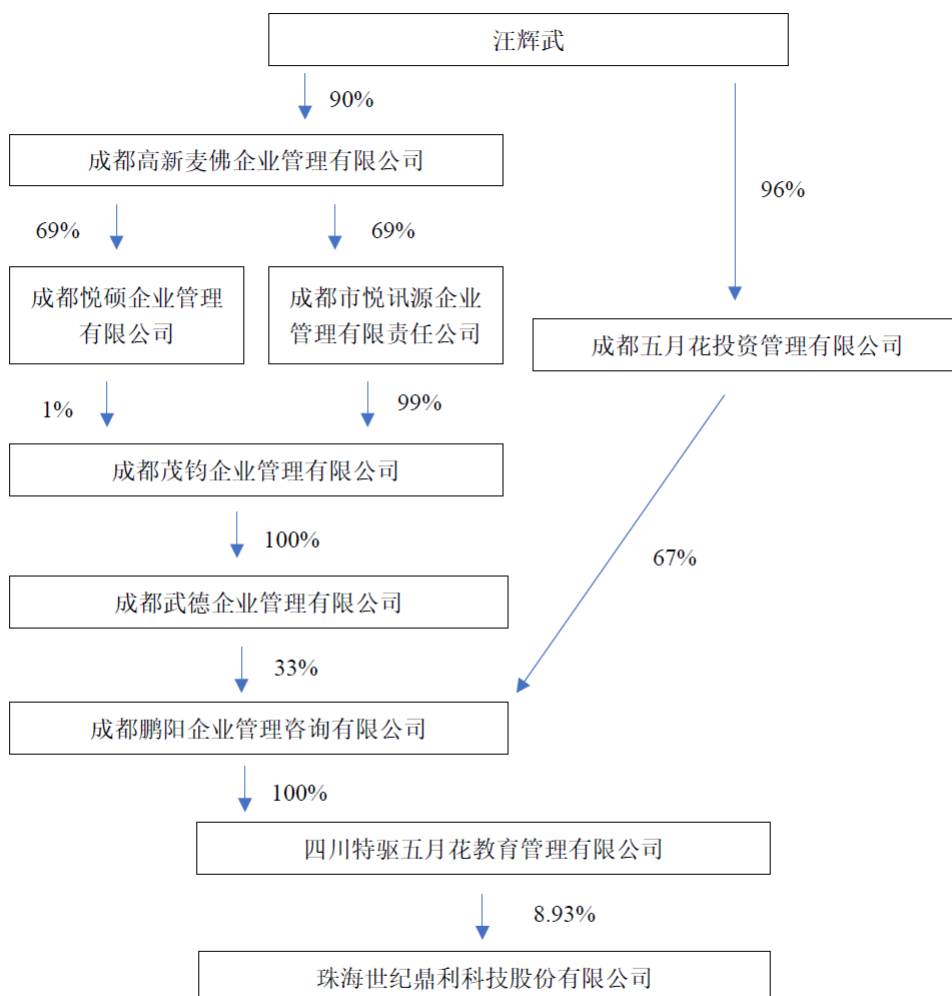 汪辉武
90%
成都高新麦佛企业管理有限公司
96%
69%
69%
成都悦硕企业管理
有限公司
成都市悦讯源企业
管理有限责任公司
成都五月花投资管理有限公司
1%
99%
成都茂钧企业管理有限公司
100%
67%
成都武德企业管理有限公司
33%
成都鹏阳企业管理咨询有限公司
100%
四川特驱五月花教育管理有限公司
8.93%
珠海世纪鼎利科技股份有限公司